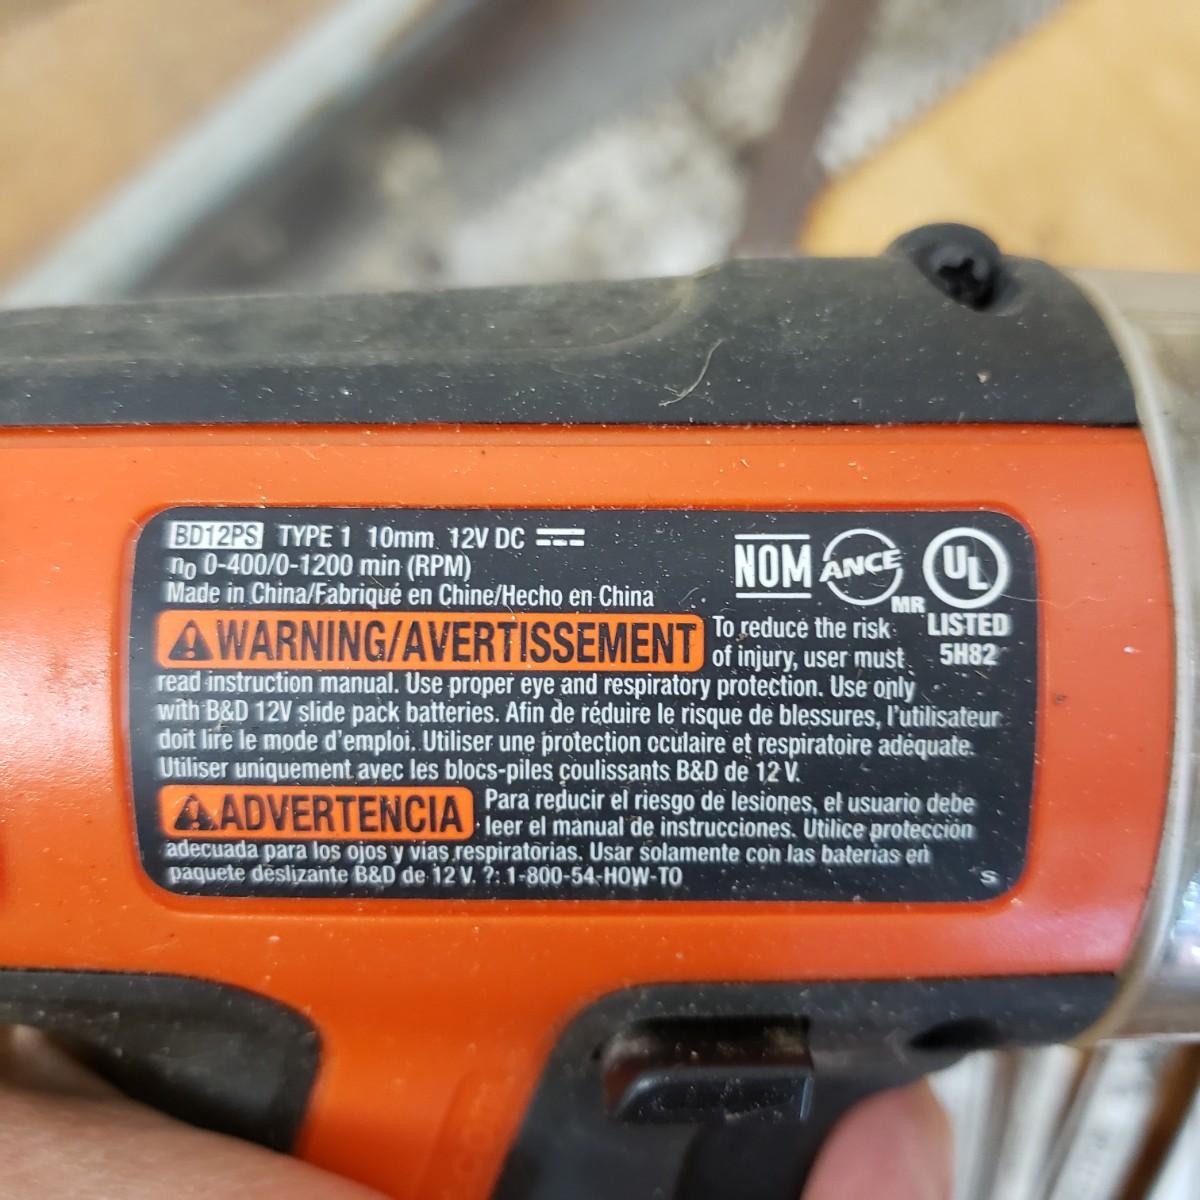 BD12PS TYPE 1 10mm 12V DC
n0 0-400/0-1200 min (RPM)
Made in China/Fabriqué en Chine/Hecho en China
NOM ANCE MR UL
LISTED
5H82
WARNING/AVERTISSEMENT To reduce the risk
of injury, user must
read instruction manual. Use proper eye and respiratory protection. Use only
with B&D 12V slide pack batteries. Afin de réduire le risque de blessures, l'utilisateur
doit lire le mode d'emploi. Utiliser une protection oculaire et respiratoire adéquate.
Utiliser uniquement avec les blocs-piles coulissants B&D de 12 V.
ADVERTENCIA Para reducir el riesgo de lesiones, el usuario debe
leer el manual de instrucciones. Utilice protección
adecuada para los ojos y vías respiratorias. Usar solamente con las baterías en
paquete deslizante B&D de 12 V. ?: 1-800-54-HOW-TO
S